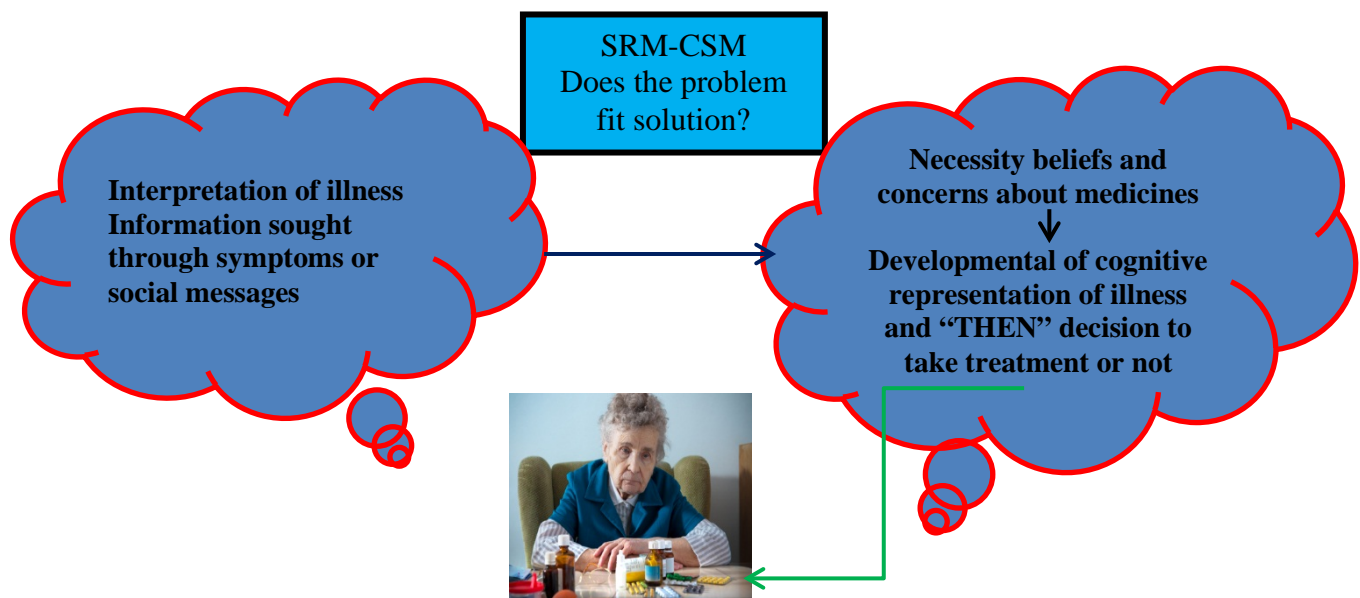 SRM-CSM
Does the problem
fit solution?
Interpretation of illness
Information sought
through symptoms or
social messages
Necessity beliefs and
concerns about medicines
Developmental of cognitive
representation of illness
and “THEN” decision to
take treatment or not